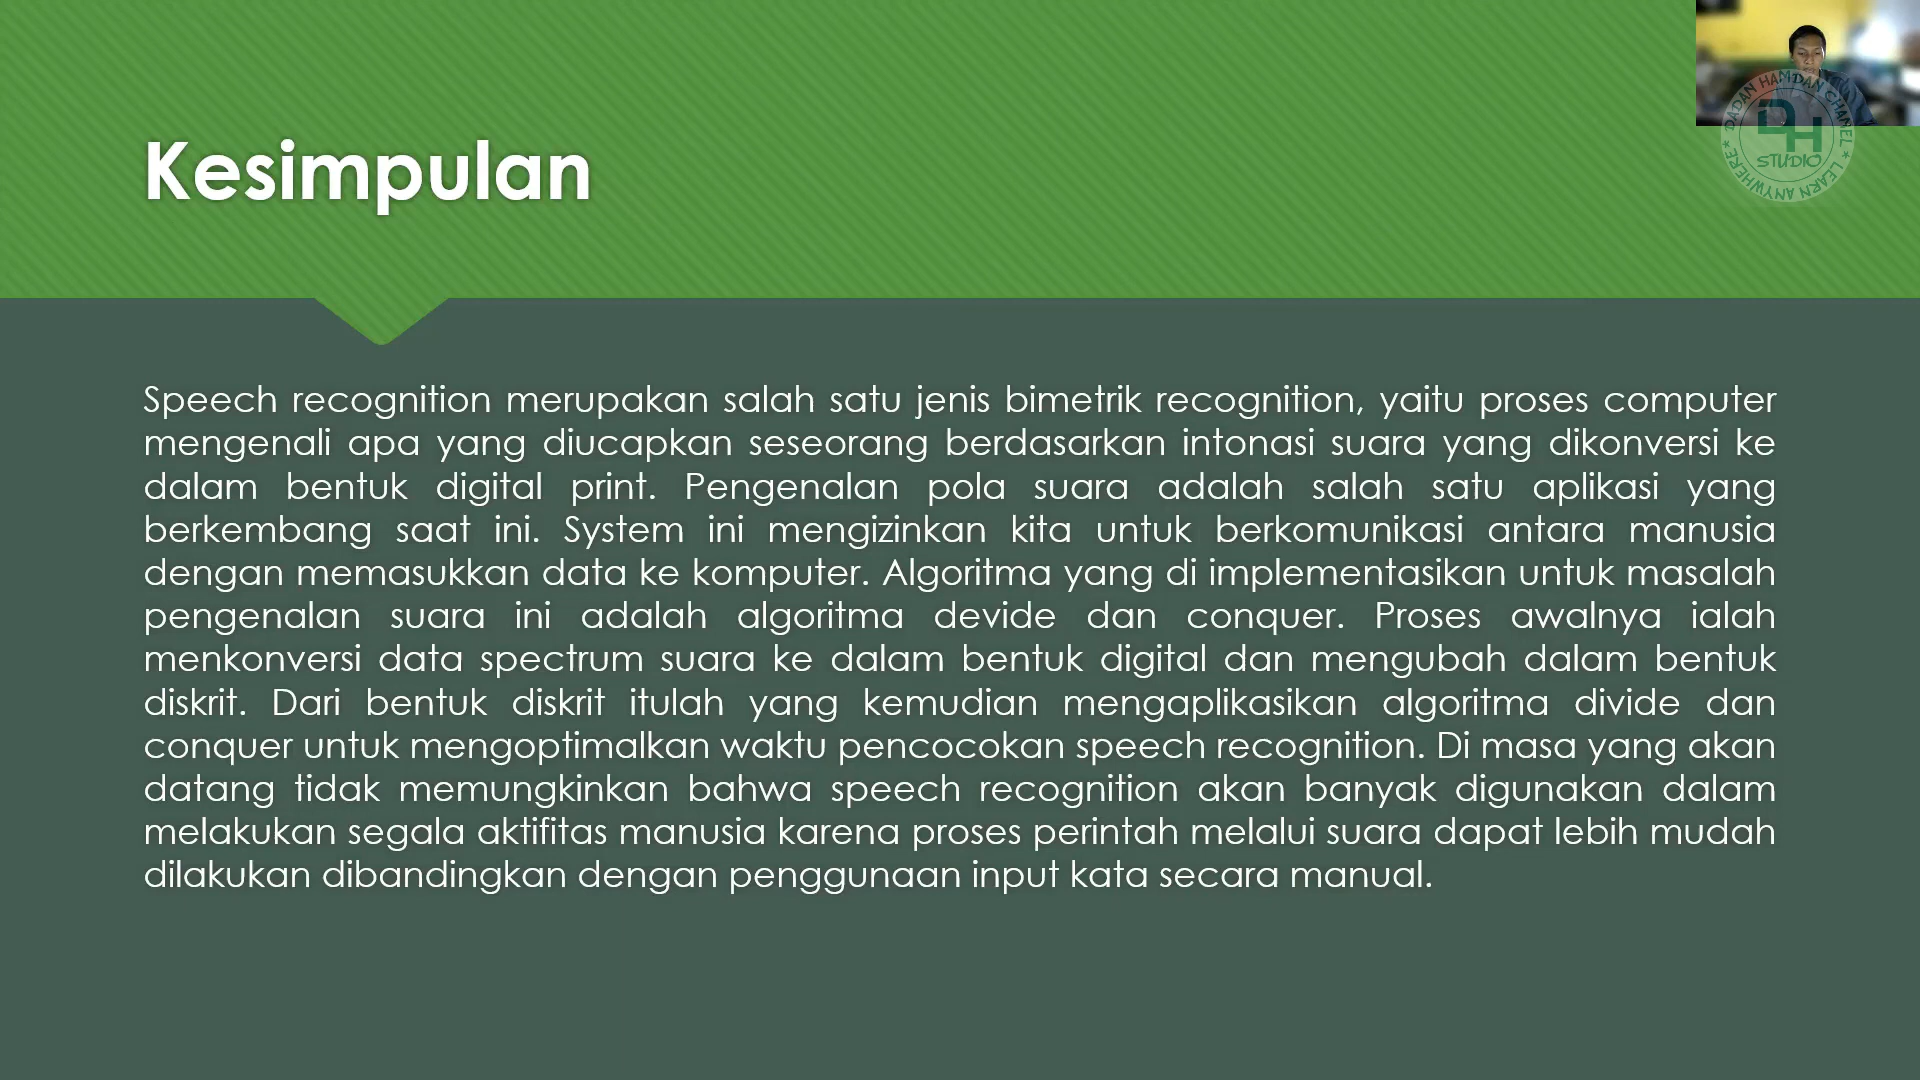 Kesimpulan
DADAN HAMDAN CHANEL * LEARN ANYWHERE *
DH
STUDIO
Speech recognition merupakan salah satu jenis bimetrik recognition, yaitu proses computer
mengenali apa yang diucapkan seseorang berdasarkan intonasi suara yang dikonversi ke
dalam bentuk digital print. Pengenalan pola suara adalah salah satu aplikasi yang
berkembang saat ini. System ini mengizinkan kita untuk berkomunikasi antara manusia
dengan memasukkan data ke komputer. Algoritma yang di implementasikan untuk masalah
pengenalan suara ini adalah algoritma devide dan conquer. Proses awalnya ialah
menkonversi data spectrum suara ke dalam bentuk digital dan mengubah dalam bentuk
diskrit. Dari bentuk diskrit itulah yang kemudian mengaplikasikan algoritma divide dan
conquer untuk mengoptimalkan waktu pencocokan speech recognition. Di masa yang akan
datang tidak memungkinkan bahwa speech recognition akan banyak digunakan dalam
melakukan segala aktifitas manusia karena proses perintah melalui suara dapat lebih mudah
dilakukan dibandingkan dengan penggunaan input kata secara manual.